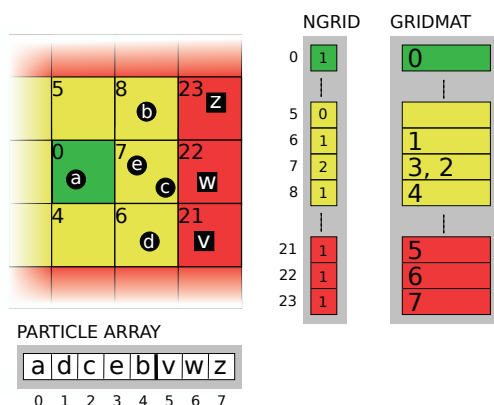 NGRID GRIDMAT
0 1 0
5 8 23
b z
5 0
6 1 1
0 7 22
a e c w
7 2 3, 2
8 1 4
4 6 21
d v
21 1 5
22 1 6
23 1 7
PARTICLE ARRAY
a d c e b v w z
0 1 2 3 4 5 6 7